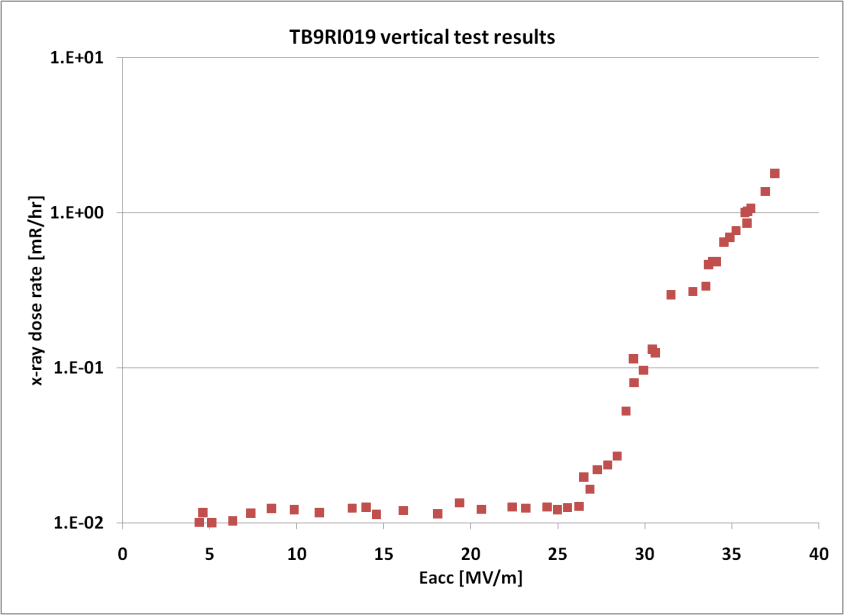 TB9RI019 vertical test results
1.E+01
1.E+00
1.E-01
1.E-02
x-ray dose rate [mR/hr]
0 5 10 15 20 25 30 35 40
Eacc [MV/m]